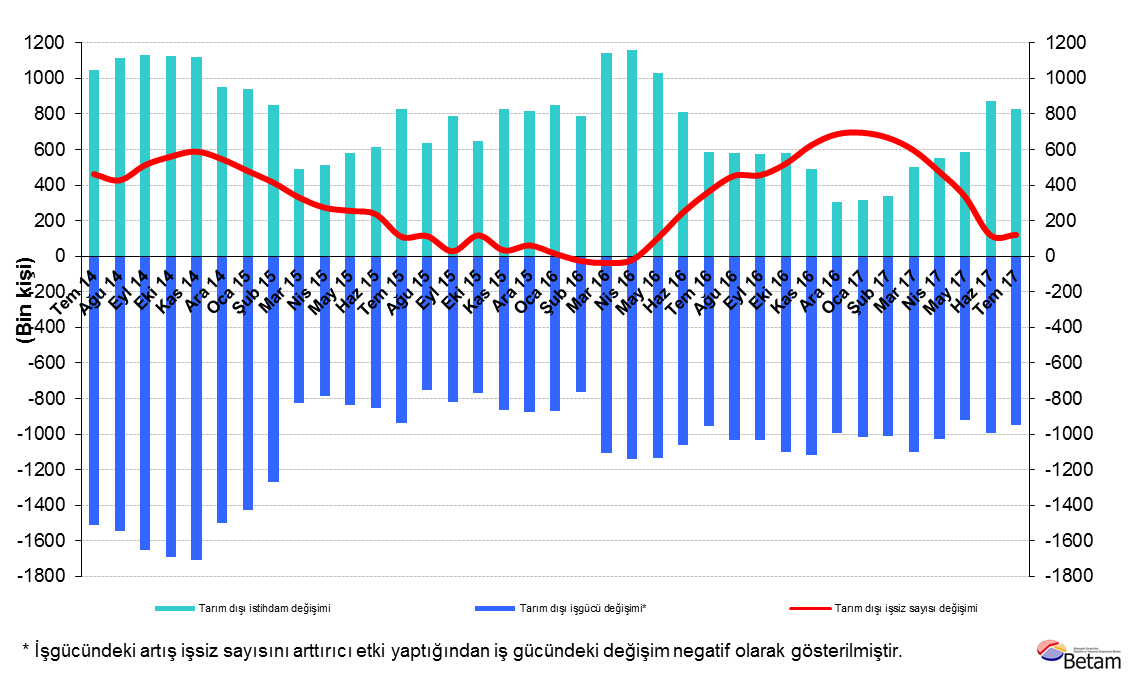 1200
1000
800
600
400
200
0
-200
-400
-600
-800
-1000
-1200
-1400
-1600
-1800
(Bin kişi)
1200
1000
800
600
400
200
0
-200
-400
-600
-800
-1000
-1200
-1400
-1600
-1800
Tem 14
Ağu 14
Eyl 14
Eki 14
Kas 14
Ara 14
Oca 15
Şub 15
Mar 15
Nis 15
May 15
Haz 15
Tem 15
Ağu 15
Eyl 15
Eki 15
Kas 15
Ara 15
Oca 16
Şub 16
Mar 16
Nis 16
May 16
Haz 16
Tem 16
Ağu 16
Eyl 16
Eki 16
Kas 16
Ara 16
Oca 17
Şub 17
Mar 17
Nis 17
May 17
Haz 17
Tem 17
Tarım dışı istihdam değişimi
Tarım dışı işgücü değişimi*
Tarım dışı işsiz sayısı değişimi
* İşgücündeki artış işsiz sayısını arttırıcı etki yaptığından iş gücündeki değişim negatif olarak gösterilmiştir.
Betam